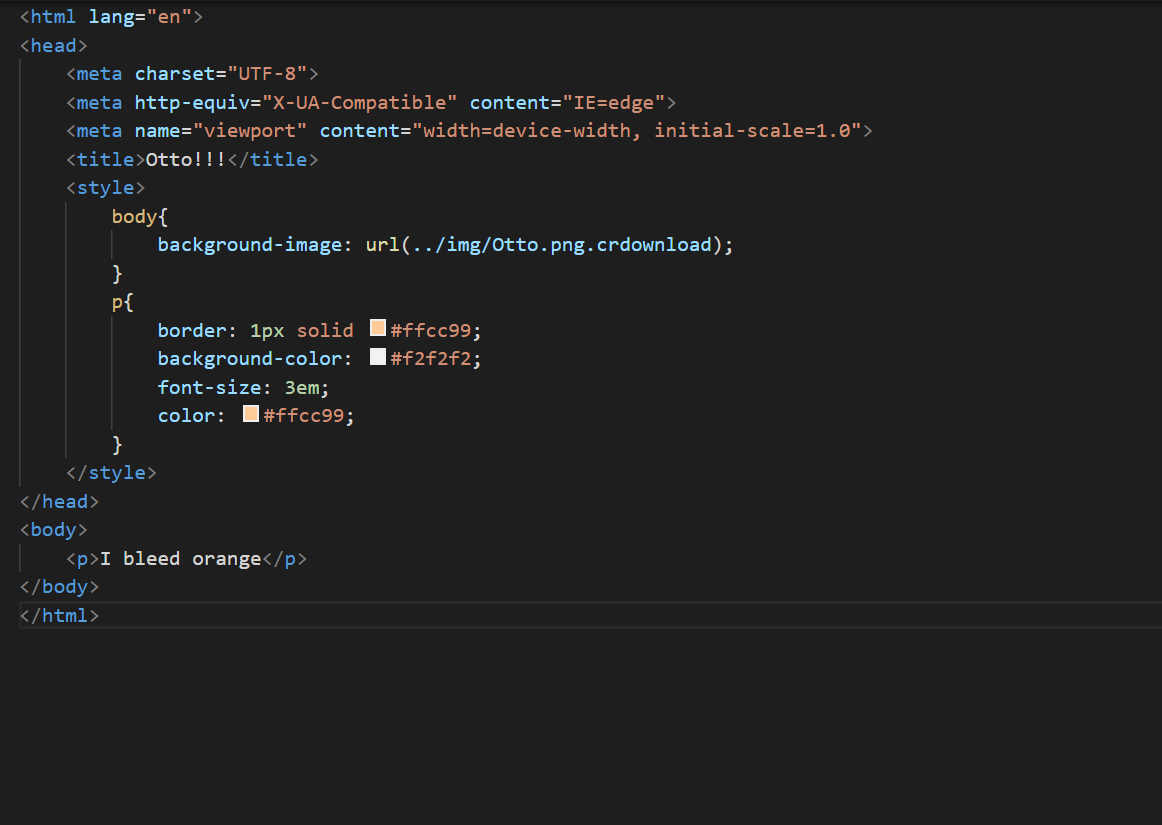 <html lang="en">
<head>
    <meta charset="UTF-8">
    <meta http-equiv="X-UA-Compatible" content="IE=edge">
    <meta name="viewport" content="width=device-width, initial-scale=1.0">
    <title>Otto!!!</title>
    <style>
        body{
            background-image: url(../img/Otto.png.crdownload);
        }
        p{
            border: 1px solid #ffcc99;
            background-color: #f2f2f2;
            font-size: 3em;
            color: #ffcc99;
        }
    </style>
</head>
<body>
    <p>I bleed orange</p>
</body>
</html>